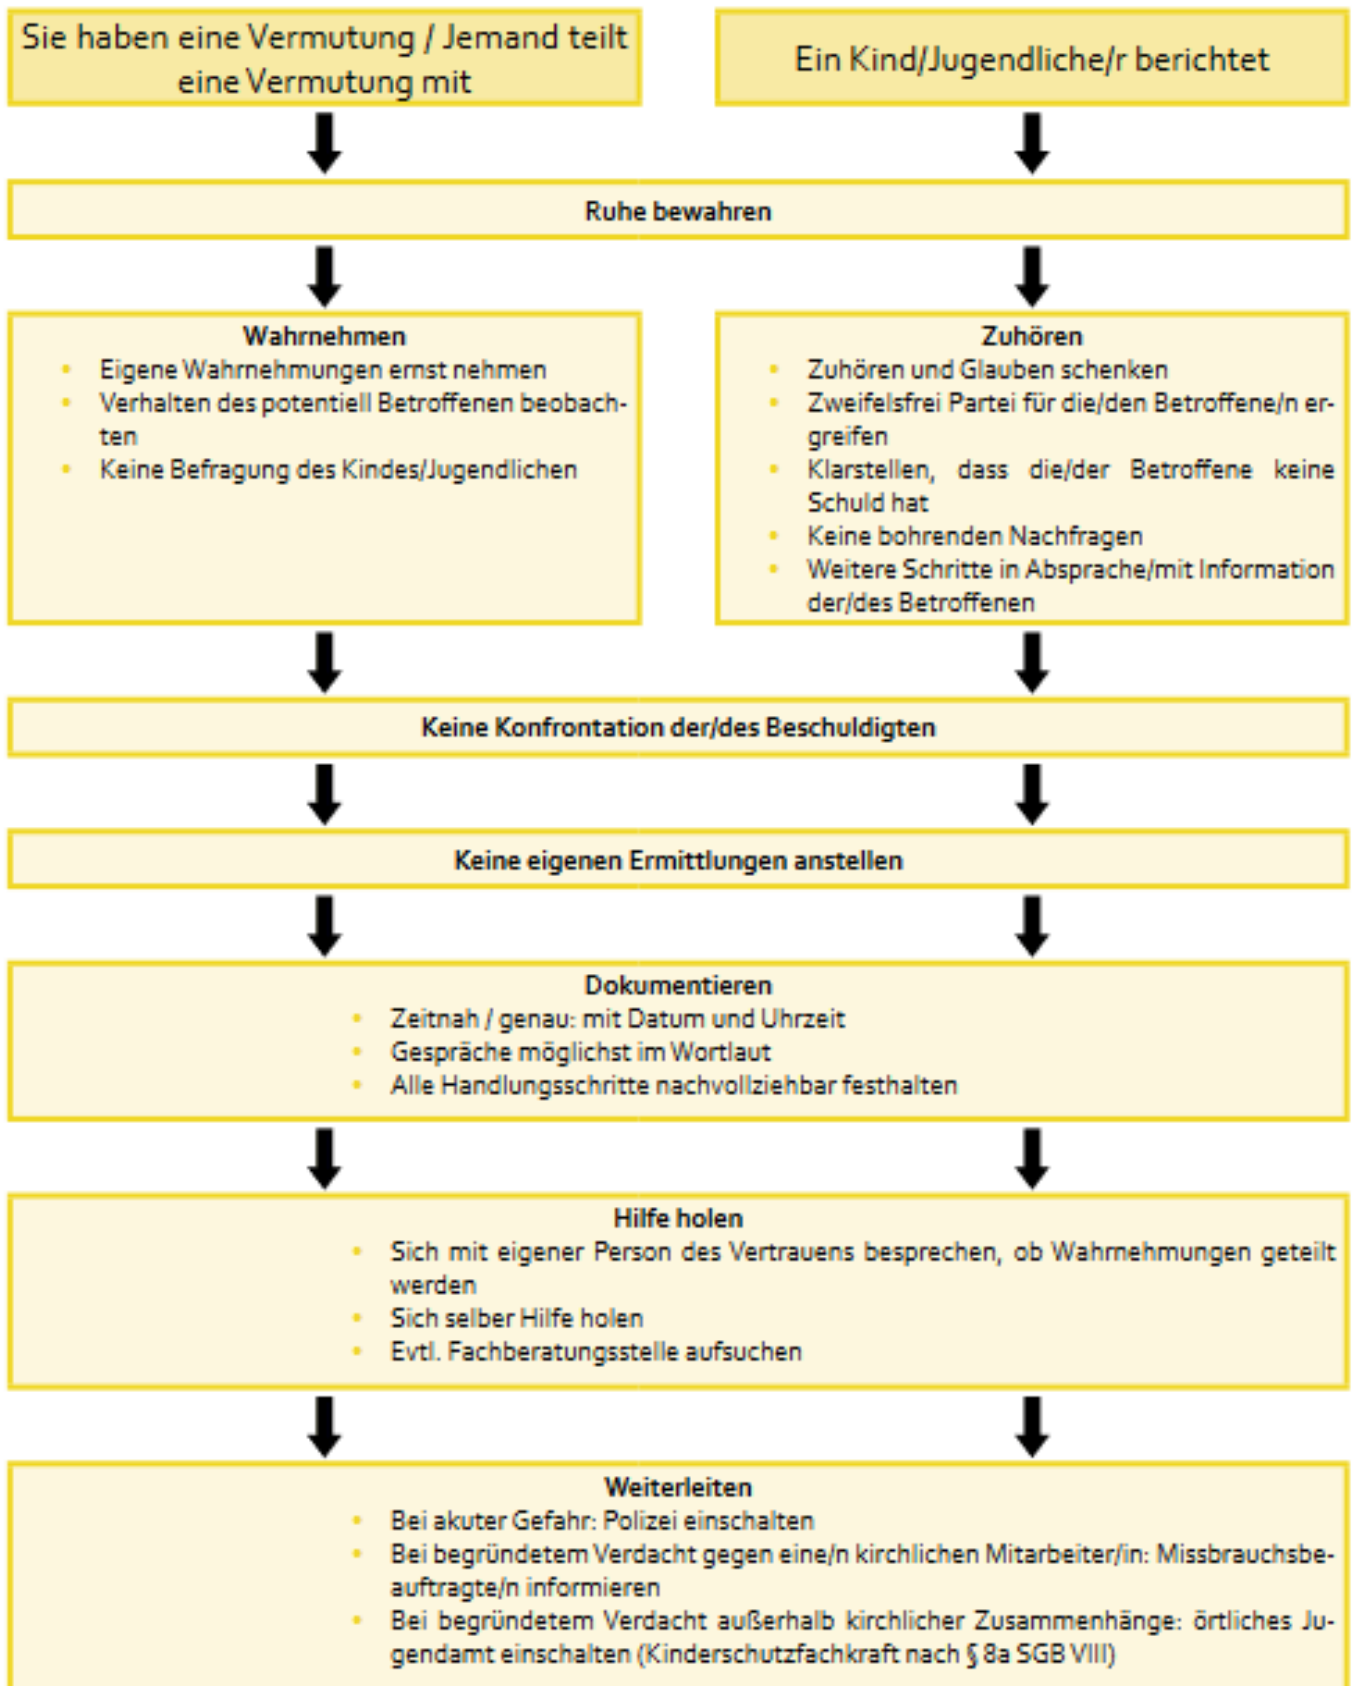 Sie haben eine Vermutung / Jemand teilt
eine Vermutung mit
Ein Kind/Jugendliche/r berichtet
Ruhe bewahren
Wahrnehmen
• Eigene Wahrnehmungen ernst nehmen
• Verhalten des potentiell Betroffenen beobach-
ten
• Keine Befragung des Kindes/Jugendlichen
Zuhören
• Zuhören und Glauben schenken
• Zweifelsfrei Partei für die/den Betroffene/n er-
greifen
• Klarstellen, dass die/der Betroffene keine
Schuld hat
• Keine bohrenden Nachfragen
• Weitere Schritte in Absprache/mit Information
der/des Betroffenen
Keine Konfrontation der/des Beschuldigten
Keine eigenen Ermittlungen anstellen
Dokumentieren
• Zeitnah / genau: mit Datum und Uhrzeit
• Gespräche möglichst im Wortlaut
• Alle Handlungsschritte nachvollziehbar festhalten
Hilfe holen
• Sich mit eigener Person des Vertrauens besprechen, ob Wahrnehmungen geteilt
werden
• Sich selber Hilfe holen
• Evtl. Fachberatungsstelle aufsuchen
Weiterleiten
• Bei akuter Gefahr: Polizei einschalten
• Bei begründetem Verdacht gegen eine/n kirchlichen Mitarbeiter/in: Missbrauchsbe-
auftragte/n informieren
• Bei begründetem Verdacht außerhalb kirchlicher Zusammenhänge: örtliches Ju-
gendamt einschalten (Kinderschutzfachkraft nach § 8a SGB VIII)